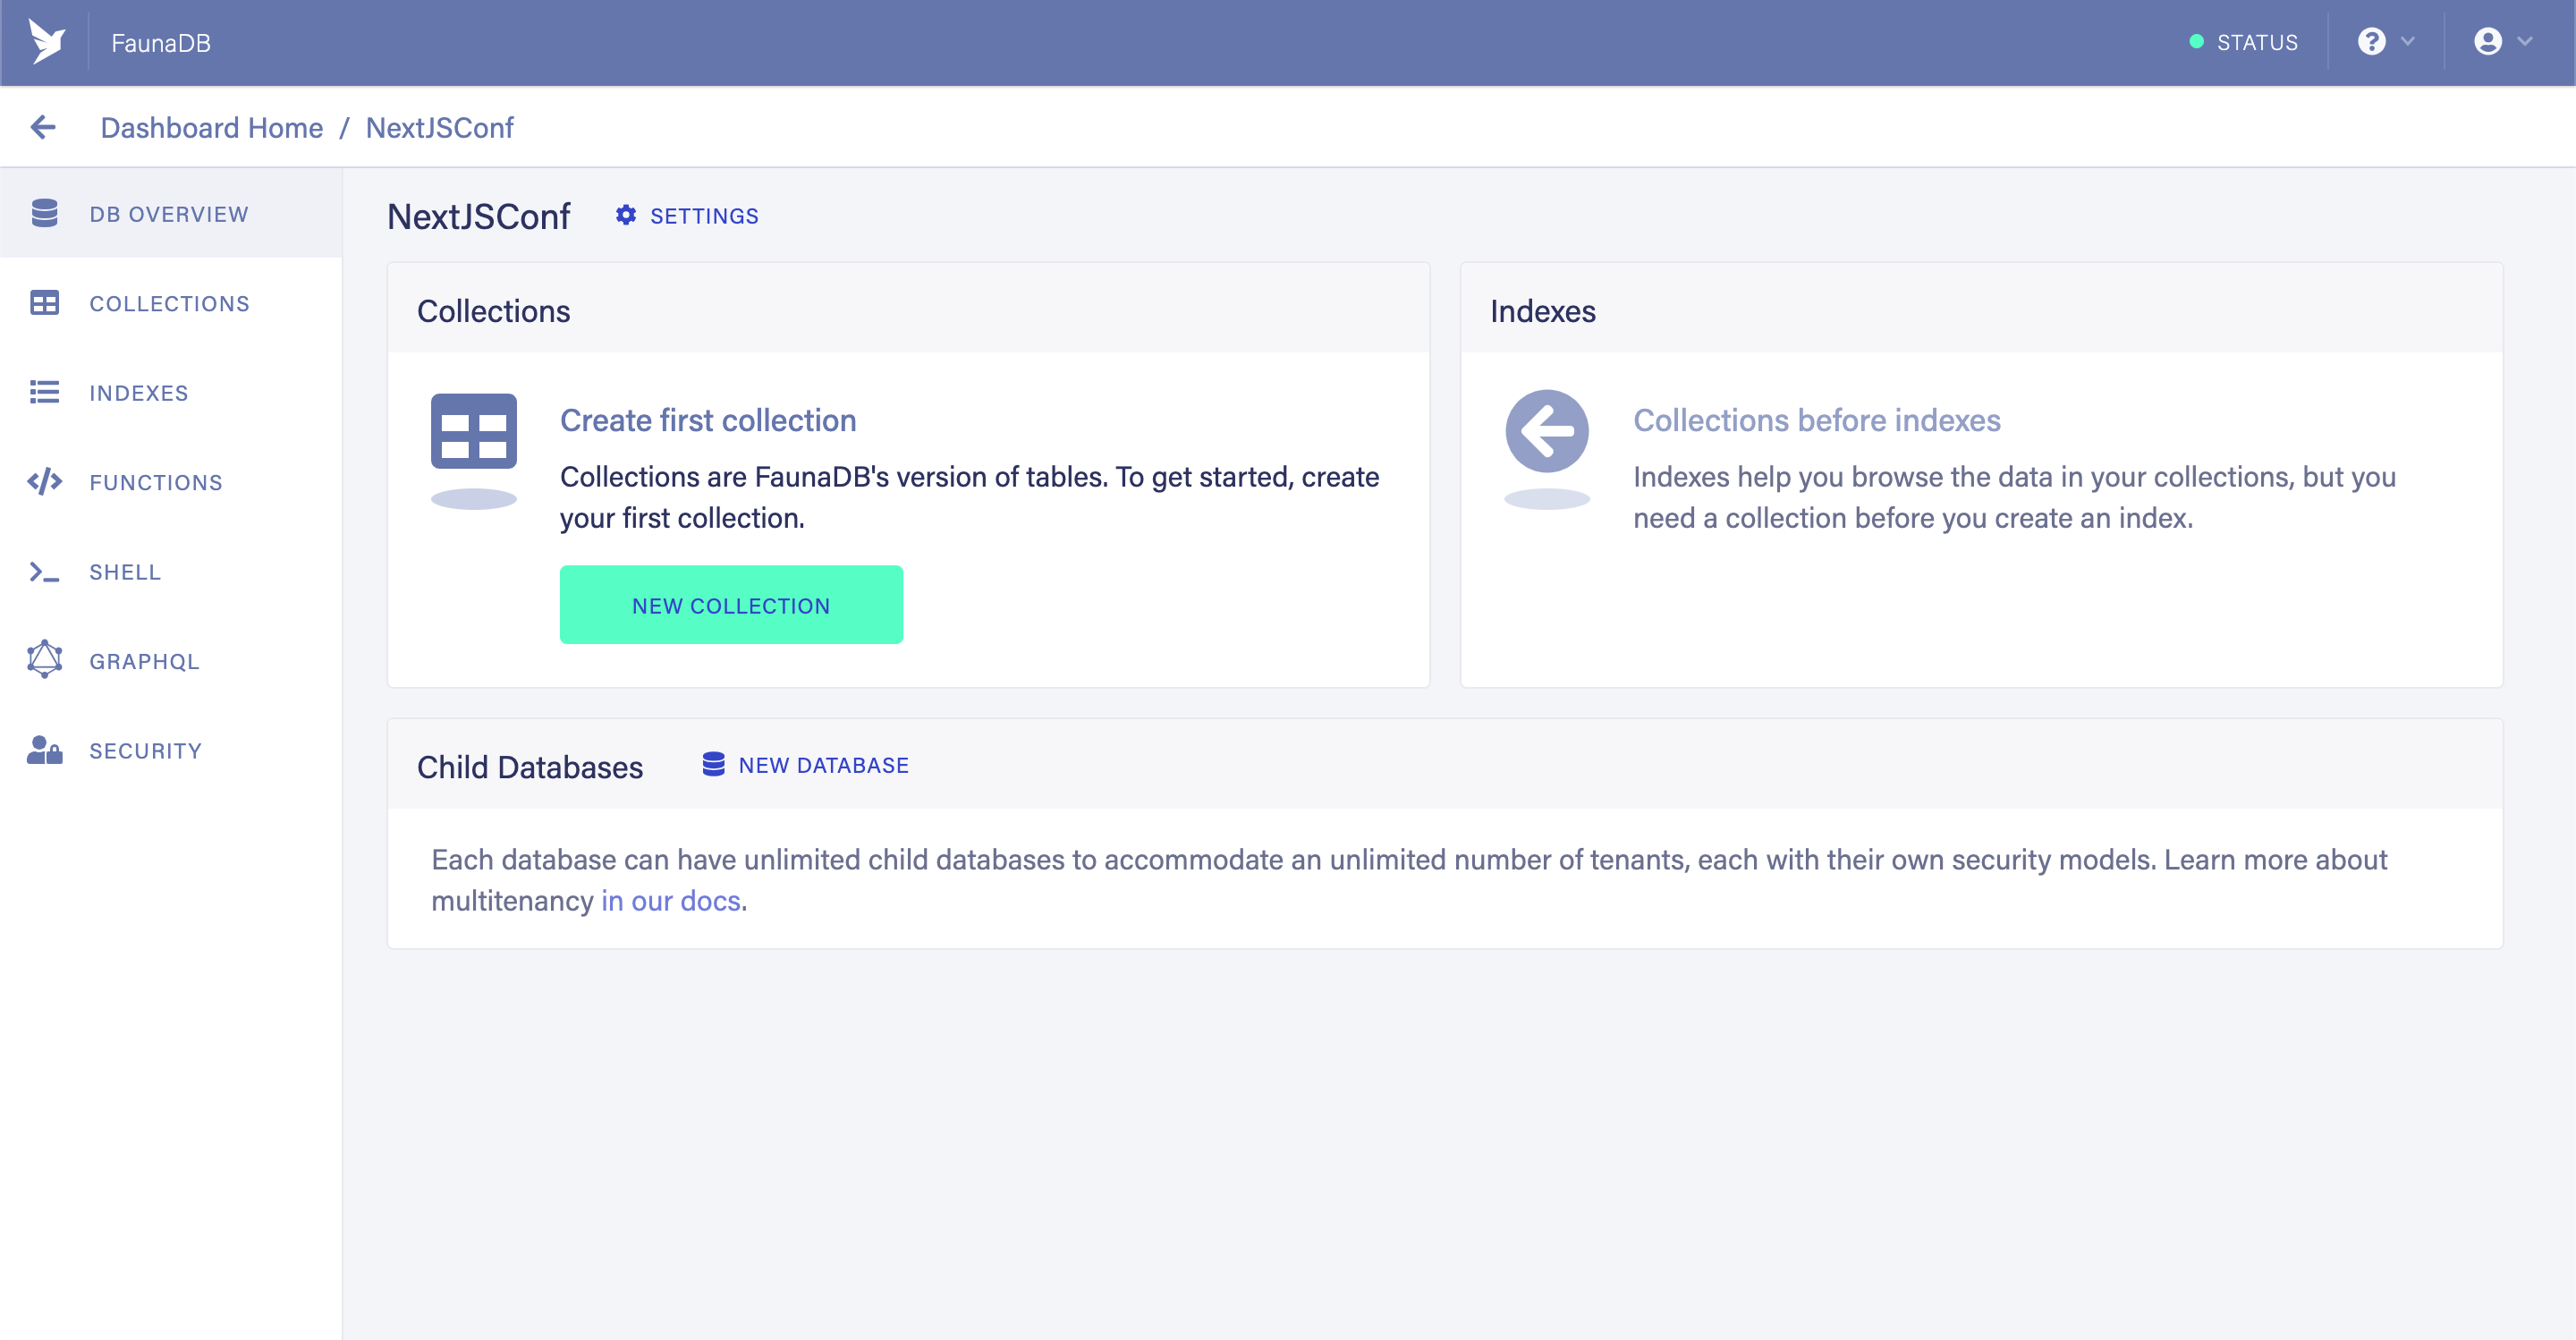 FaunaDB
STATUS
Dashboard Home / NextJSConf
DB OVERVIEW
COLLECTIONS
INDEXES
FUNCTIONS
SHELL
GRAPHQL
SECURITY
NextJSConf
SETTINGS
Collections
Create first collection
Collections are FaunaDB's version of tables. To get started, create
your first collection.
NEW COLLECTION
Indexes
Collections before indexes
Indexes help you browse the data in your collections, but you
need a collection before you create an index.
Child Databases
NEW DATABASE
Each database can have unlimited child databases to accommodate an unlimited number of tenants, each with their own security models. Learn more about
multitenancy in our docs.